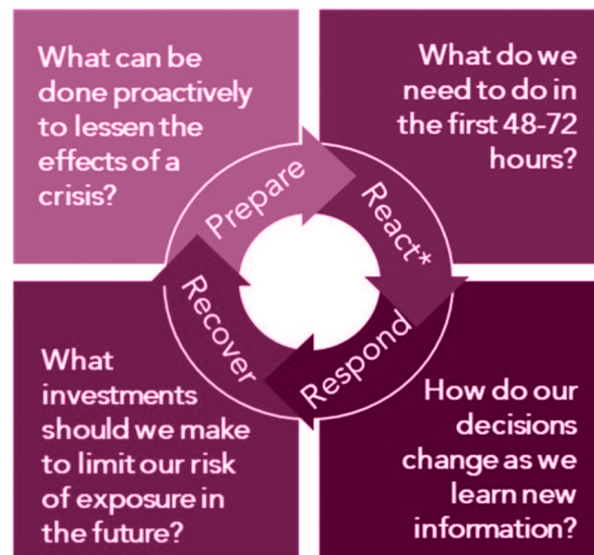 What can be
done proactively
to lessen the
effects of a
crisis?
What do we
need to do in
the first 48-72
hours?
Prepare
React*
Recover
Respond
What
investments
should we make
to limit our risk
of exposure in
the future?
How do our
decisions
change as we
learn new
information?